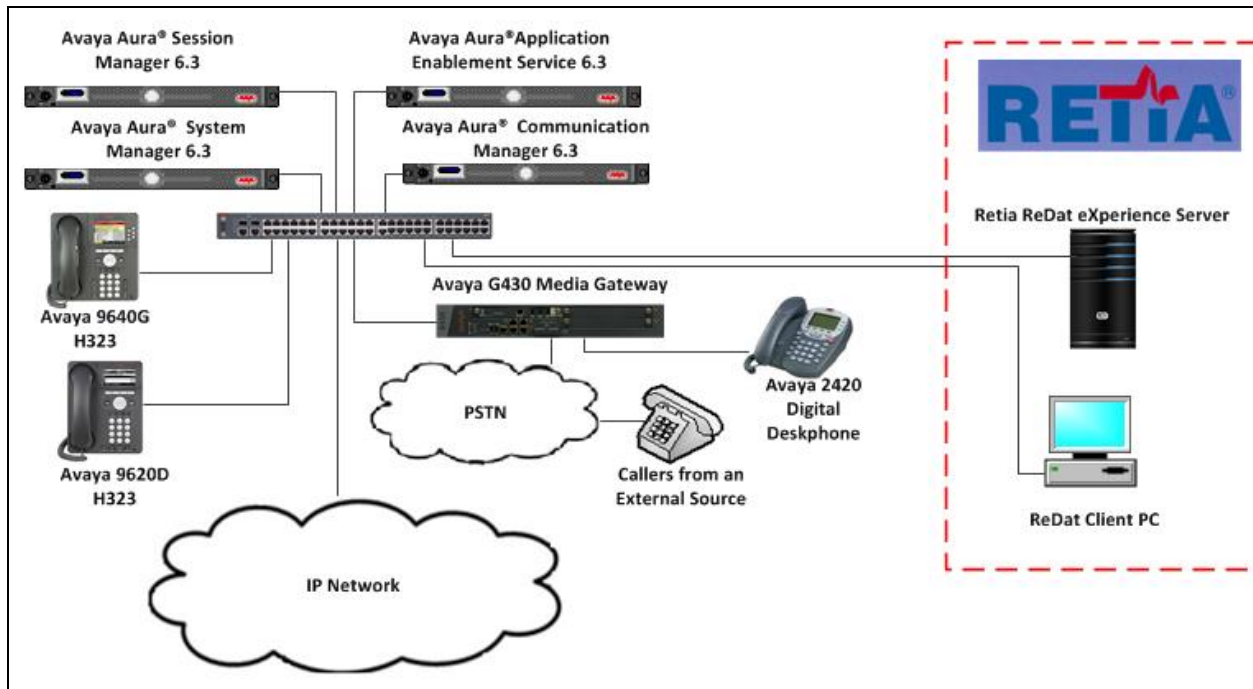 Avaya Aura® Session
Manager 6.3
Avaya Aura®Application
Enablement Service 6.3
Avaya Aura® System
Manager 6.3
Avaya Aura® Communication
Manager 6.3
RETiA®
Retia ReDat eXperience Server
Avaya G430 Media Gateway
Avaya 9640G
H323
PSTN
Avaya 2420
Digital
Deskphone
Avaya 9620D
H323
Callers from an
External Source
ReDat Client PC
IP Network